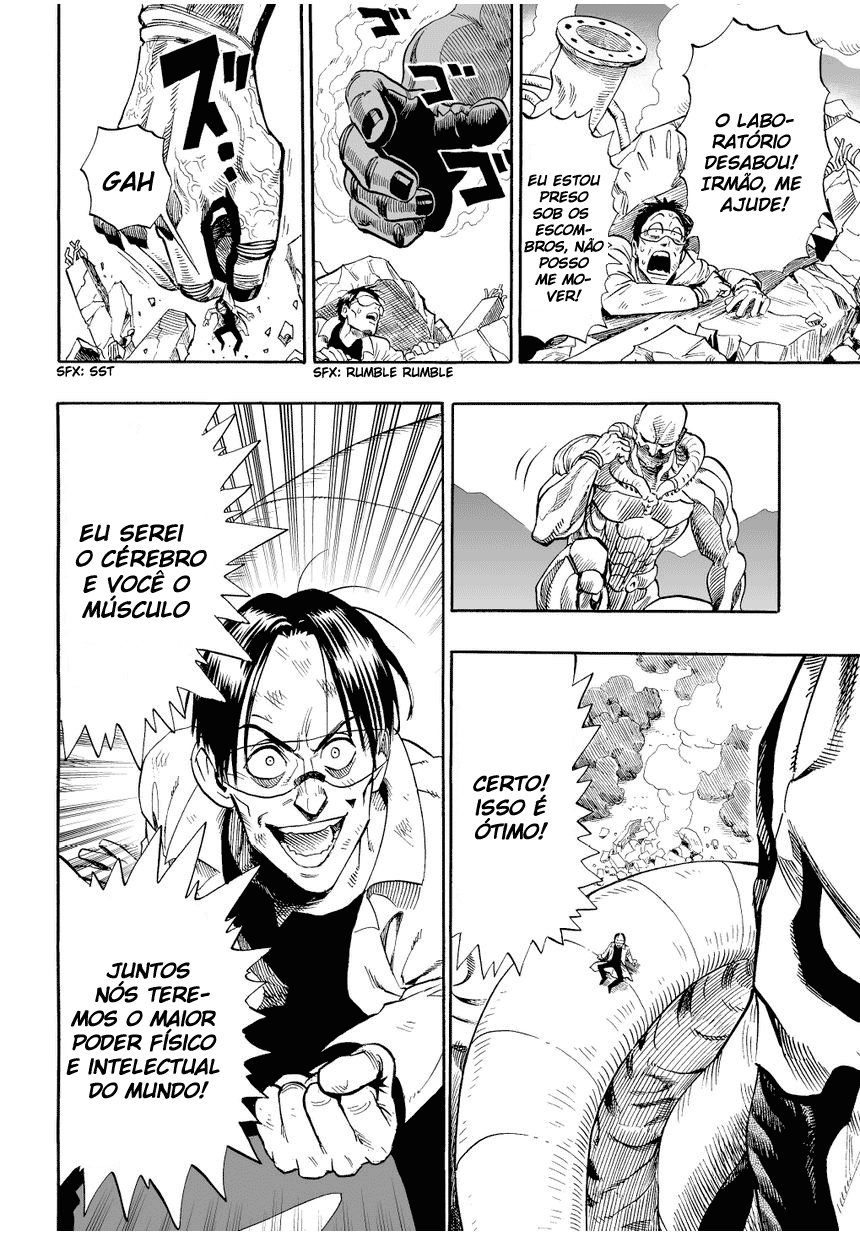 O LABO-
RATÓRIO
DESABOU!
IRMÃO, ME
AJUDE!
EU ESTOU
PRESO
SOB OS
ESCOM-
BROS, NÃO
POSSO
ME MO-
VER!
ゴ
ゴ
ゴ
SFX: RUMBLE RUMBLE
ズ
GAH
SFX: SST
CERTO!
ISSO É
ÓTIMO!
EU SEREI
O CÉREBRO
E VOCÊ O
MÚSCULO
JUNTOS
NÓS TERE-
MOS O MAIOR
PODER FÍSICO
E INTELECTUAL
DO MUNDO!